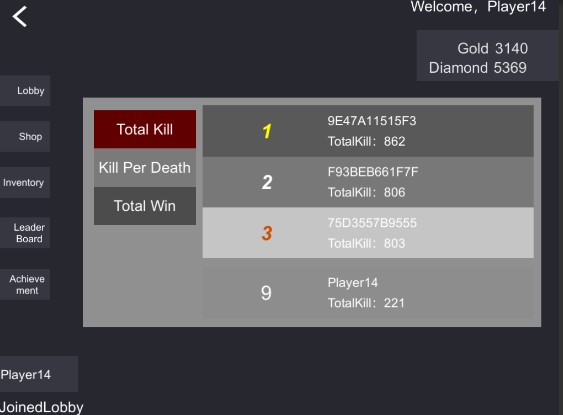 Welcome, Player14
Gold 3140
Diamond 5369
Lobby
Shop
Inventory
Leader
Board
Achieve
ment
Total Kill
Kill Per Death
Total Win
1
9E47A11515F3
TotalKill: 862
2
F93BEB661F7F
TotalKill: 806
3
75D3557B9555
TotalKill: 803
9
Player14
TotalKill: 221
Player14
JoinedLobby